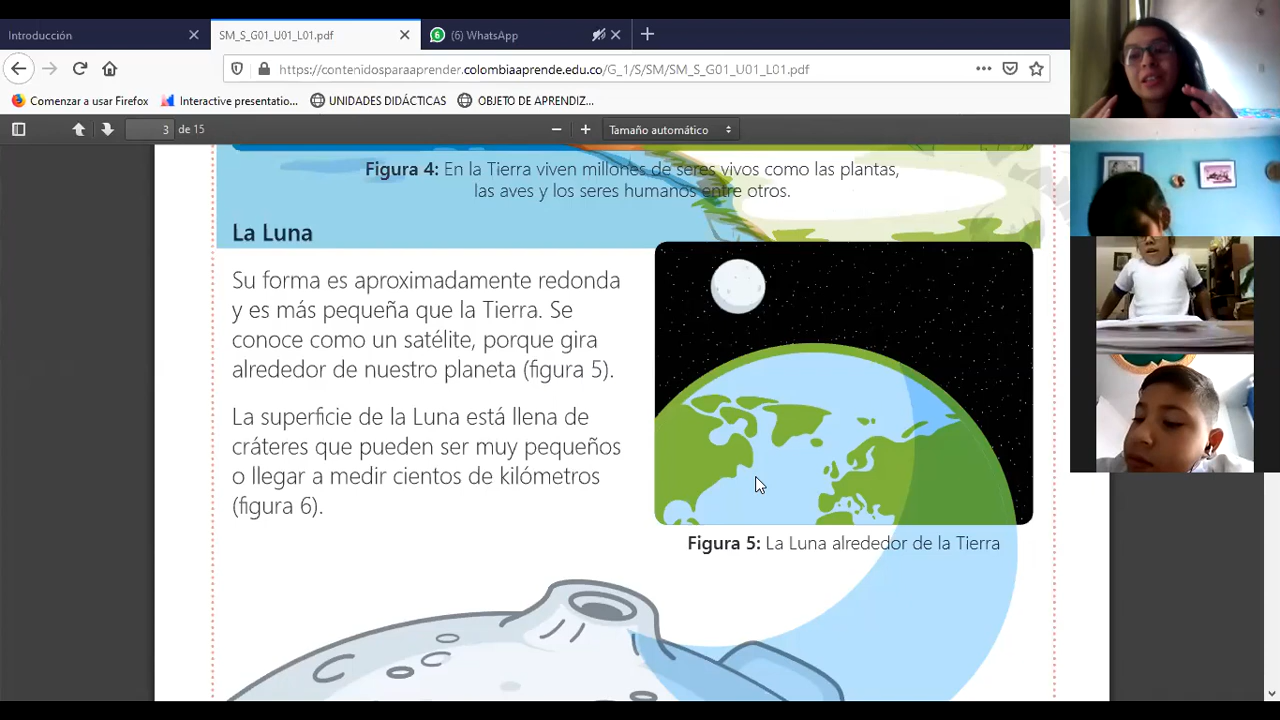 Introducción
SM_S_G01_U01_L01.pdf
6 (6) WhatsApp
https://contenidosparaaprender.colombiaaprende.edu.co/G_1/S/SM/SM_S_G01_U01_L01.pdf
Comenzar a usar Firefox
Interactive presentatio...
UNIDADES DIDÁCTICAS
OBJETO DE APRENDIZ...
3 de 15
Tamaño automático
Figura 4: En la Tierra viven millones de seres vivos como las plantas,
las aves y los seres humanos entre otros.
La Luna
Su forma es aproximadamente redonda
y es más pequeña que la Tierra. Se
conoce como un satélite, porque gira
alrededor de nuestro planeta (figura 5).
La superficie de la Luna está llena de
cráteres que pueden ser muy pequeños
o llegar a medir cientos de kilómetros
(figura 6).
Figura 5: La Luna alrededor de la Tierra